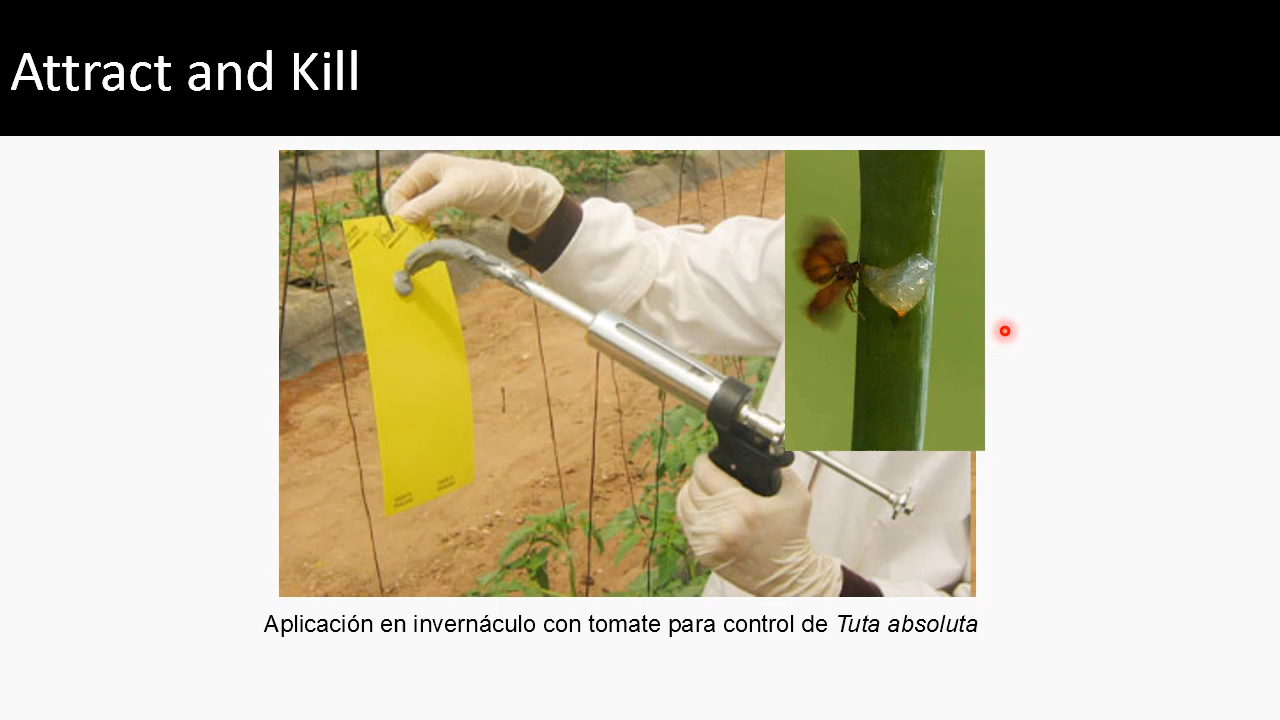 Attract and Kill
Aplicación en invernáculo con tomate para control de Tuta absoluta